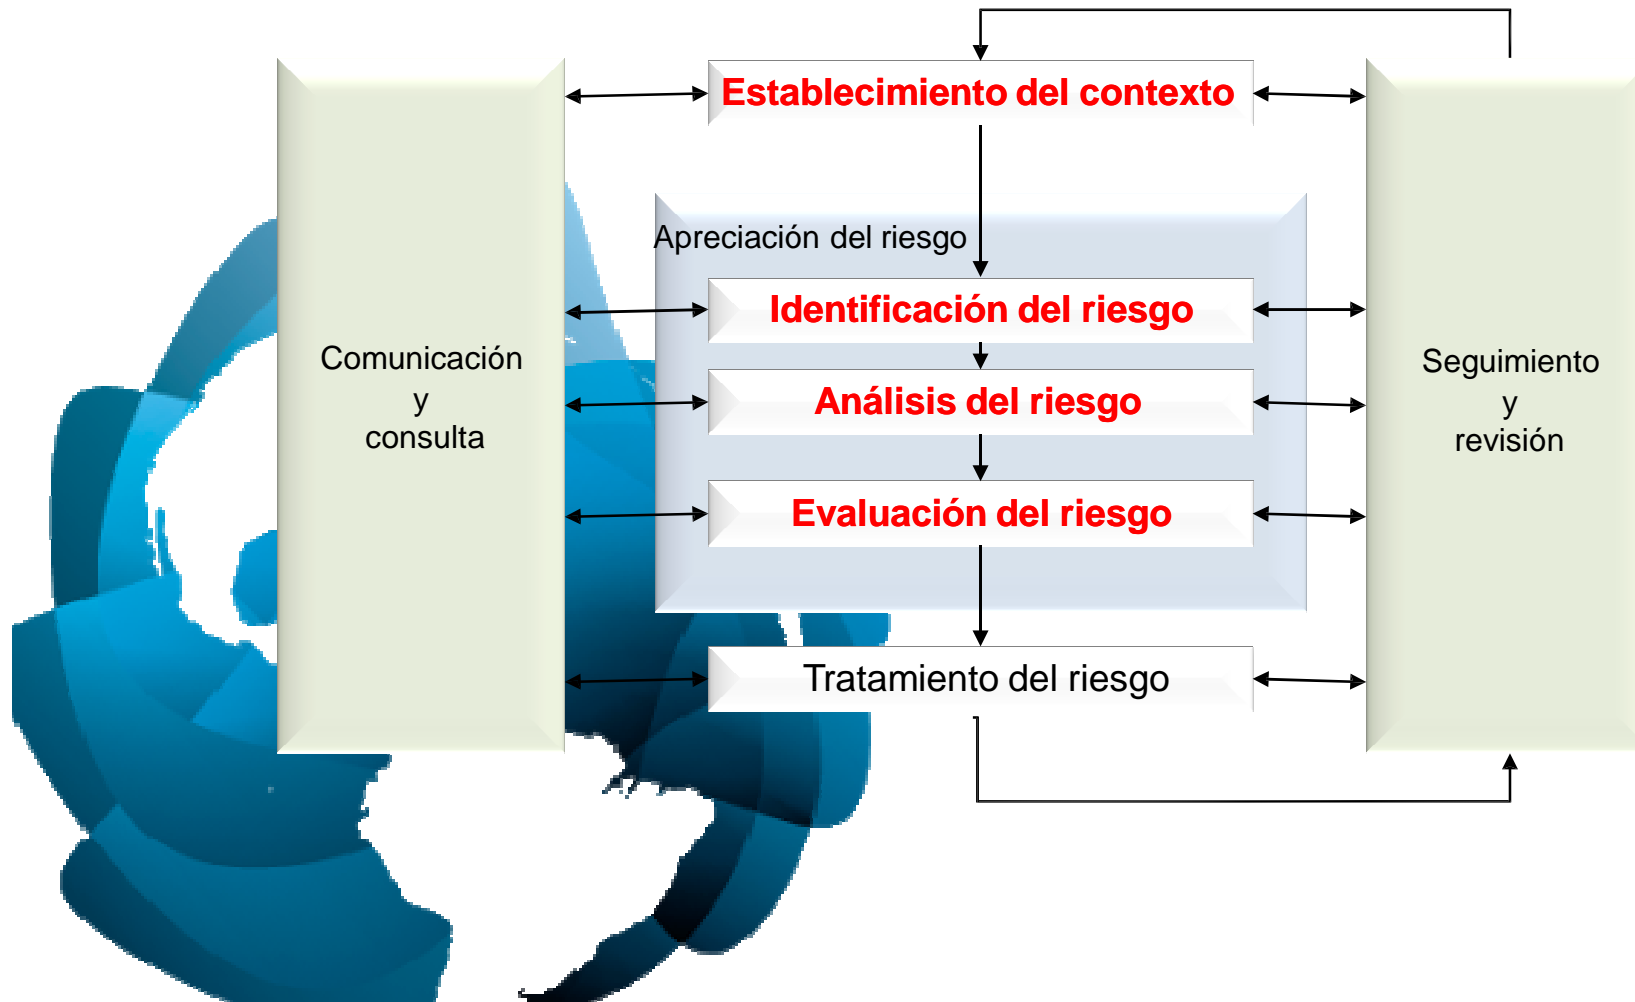 Establecimiento del contexto
Apreciación del riesgo
Identificación del riesgo
Análisis del riesgo
Evaluación del riesgo
Tratamiento del riesgo
Comunicación
y
consulta
Seguimiento
y
revisión